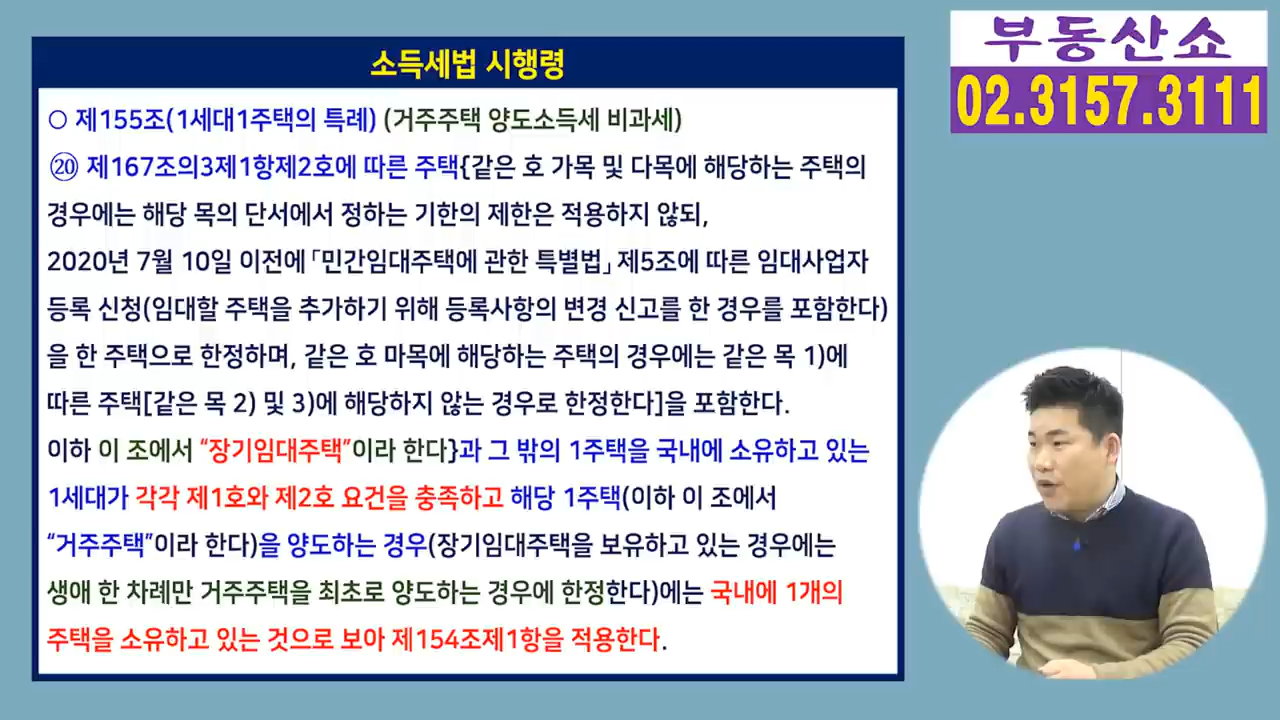 부동산쇼
02.3157.3111
소득세법 시행령
○ 제155조(1세대1주택의 특례) (거주주택 양도소득세 비과세)
⑳ 제167조의3제1항제2호에 따른 주택{같은 호 가목 및 다목에 해당하는 주택의
경우에는 해당 목의 단서에서 정하는 기한의 제한은 적용하지 않되,
2020년 7월 10일 이전에 「민간임대주택에 관한 특별법」 제5조에 따른 임대사업자
등록 신청(임대할 주택을 추가하기 위해 등록사항의 변경 신고를 한 경우를 포함한다)
을 한 주택으로 한정하며, 같은 호 마목에 해당하는 주택의 경우에는 같은 목 1)에
따른 주택[같은 목 2) 및 3)에 해당하지 않는 경우로 한정한다]을 포함한다.
이하 이 조에서 “장기임대주택”이라 한다}과 그 밖의 1주택을 국내에 소유하고 있는
1세대가 각각 제1호와 제2호 요건을 충족하고 해당 1주택(이하 이 조에서
“거주주택”이라 한다)을 양도하는 경우(장기임대주택을 보유하고 있는 경우에는
생애 한 차례만 거주주택을 최초로 양도하는 경우에 한정한다)에는 국내에 1개의
주택을 소유하고 있는 것으로 보아 제154조제1항을 적용한다.